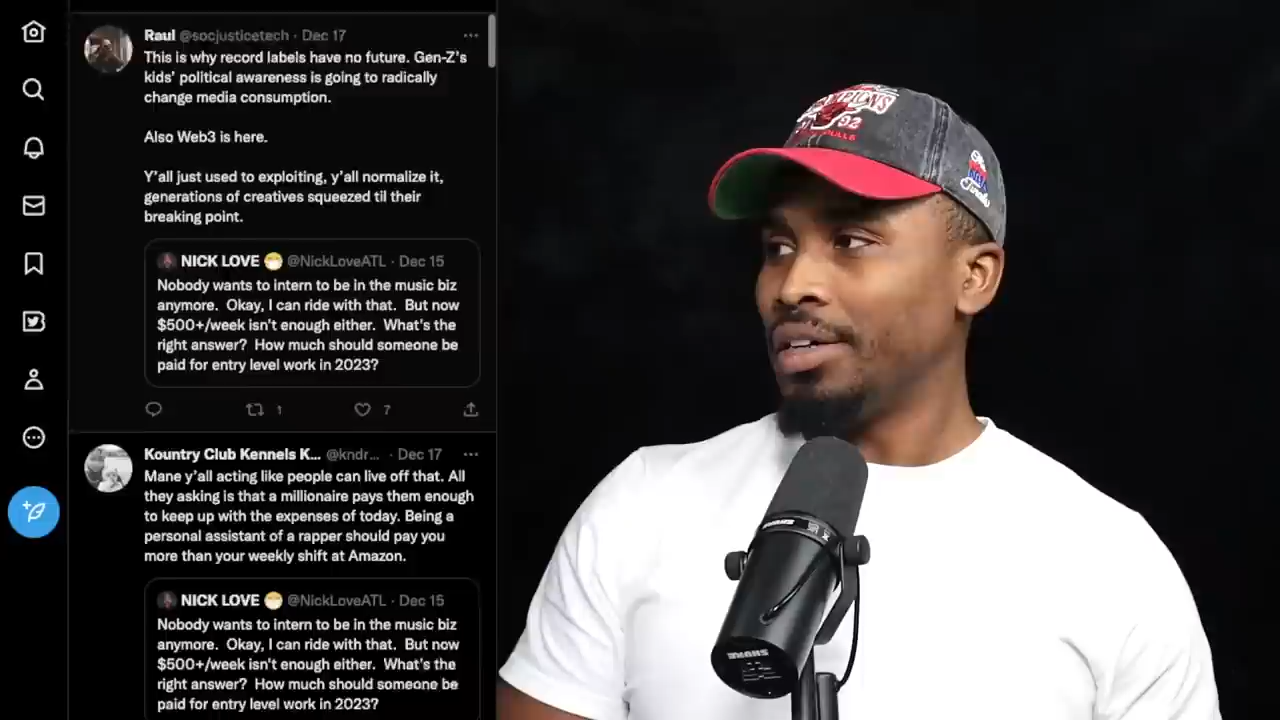 Raul @socjusticetech · Dec 17
This is why record labels have no future. Gen-Z's
kids' political awareness is going to radically
change media consumption.
Also Web3 is here.
Y'all just used to exploiting, y'all normalize it,
generations of creatives squeezed til their
breaking point.
NICK LOVE 😷 @NickLoveATL · Dec 15
Nobody wants to intern to be in the music biz
anymore. Okay, I can ride with that. But now
$500+/week isn't enough either. What's the
right answer? How much should someone be
paid for entry level work in 2023?
1 7
Kountry Club Kennels K... @kndr... · Dec 17
Mane y'all acting like people can live off that. All
they asking is that a millionaire pays them enough
to keep up with the expenses of today. Being a
personal assistant of a rapper should pay you
more than your weekly shift at Amazon.
NICK LOVE 😷 @NickLoveATL · Dec 15
Nobody wants to intern to be in the music biz
anymore. Okay, I can ride with that. But now
$500+/week isn't enough either. What's the
right answer? How much should someone be
paid for entry level work in 2023?
92
SHURE
SHURE